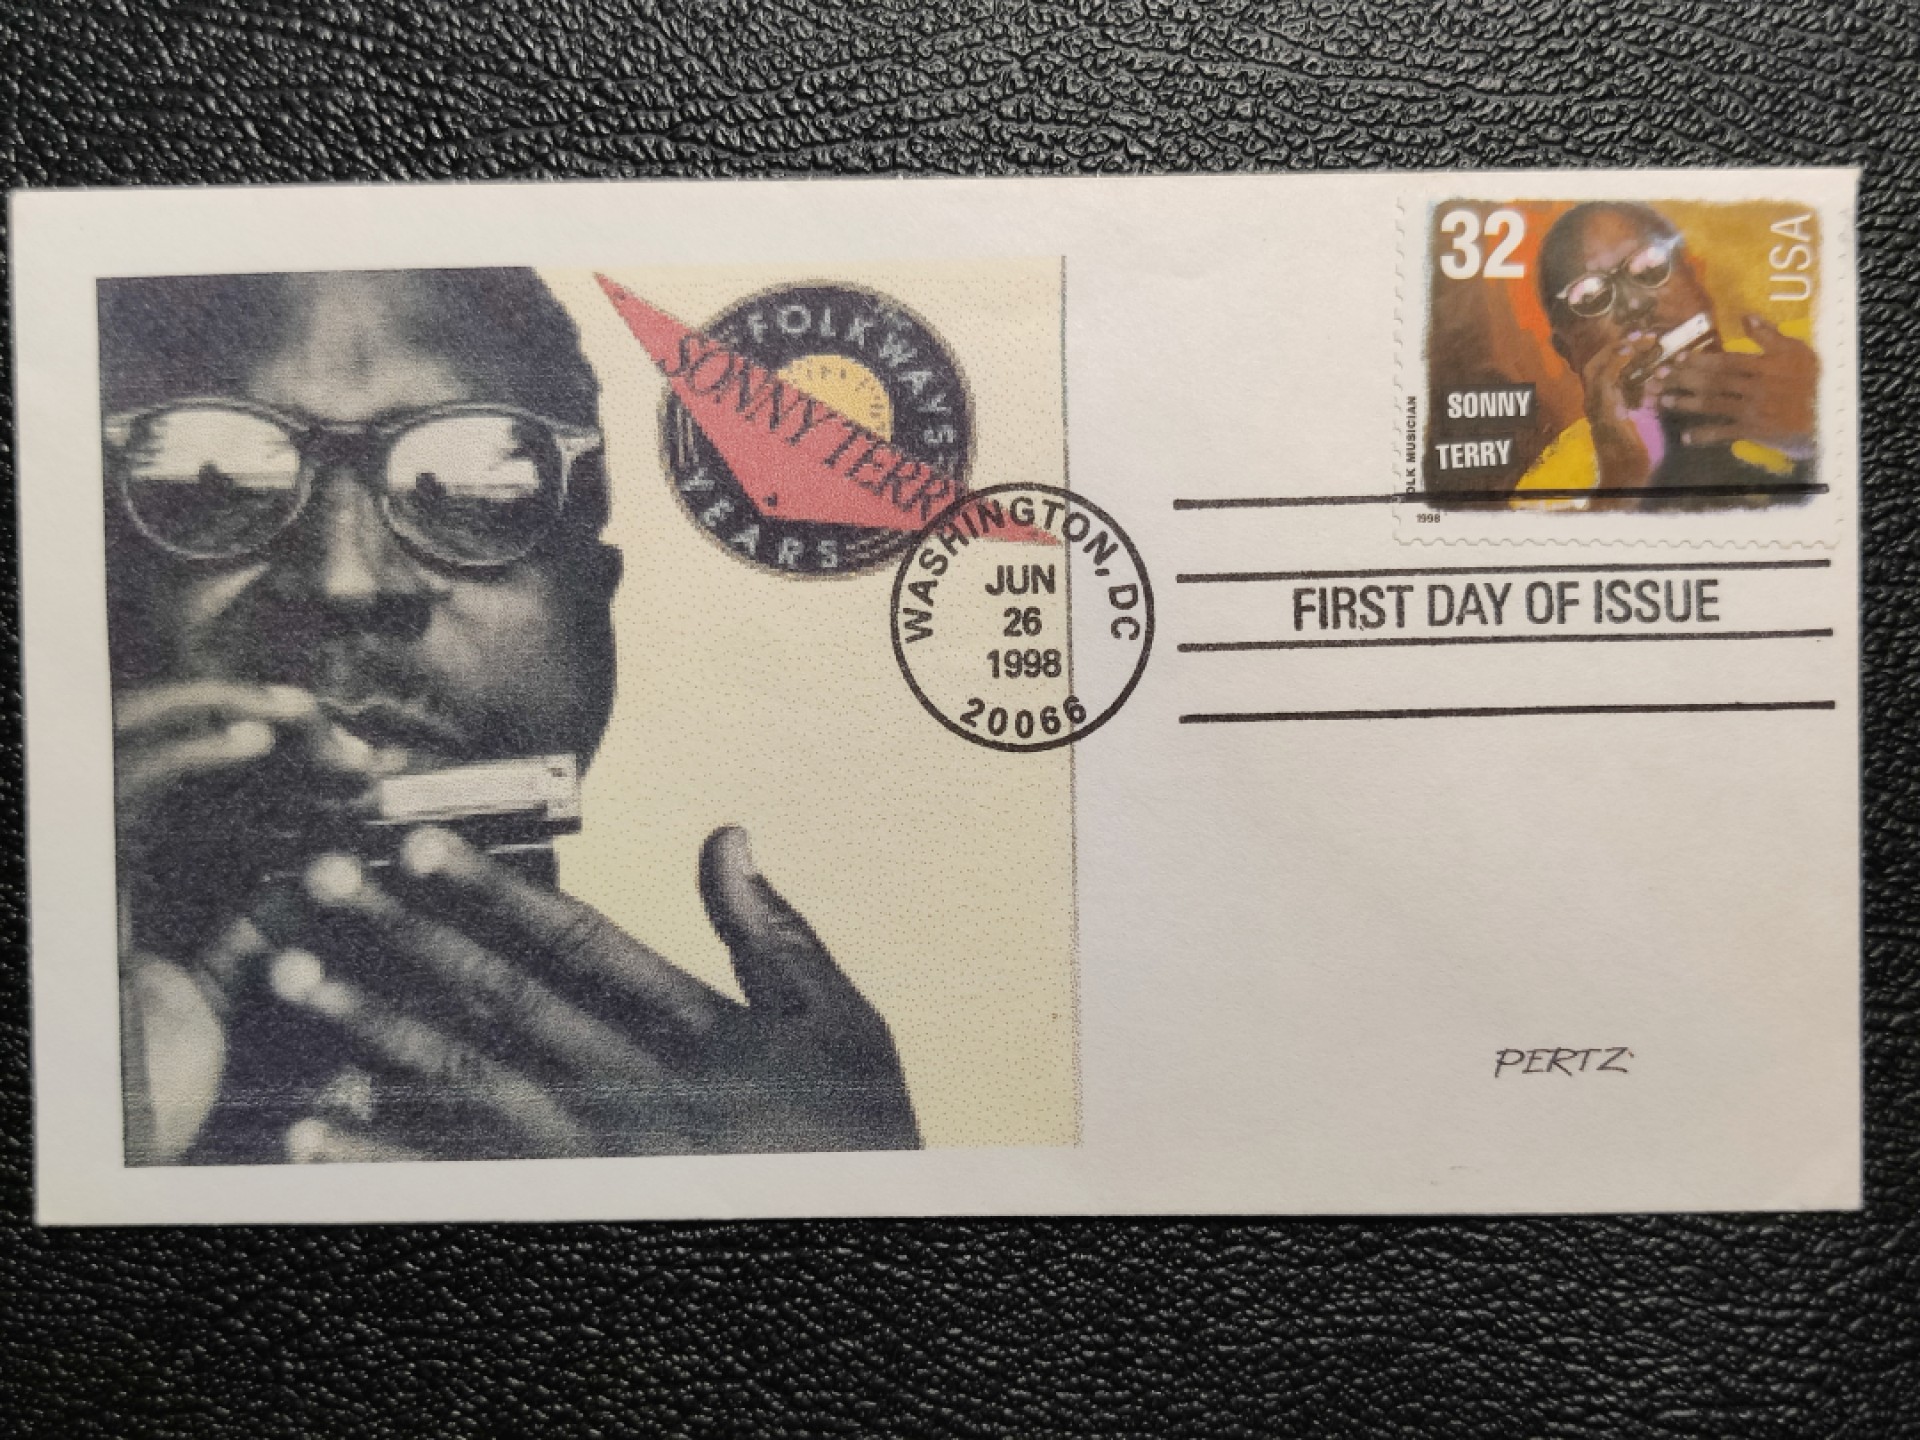 FOLKWAYS
SONNY TERRY
YEARS
WASHINGTON, DC
JUN
26
1998
20066
32
USA
SONNY
TERRY
FOLK MUSICIAN
1998
FIRST DAY OF ISSUE
PERTZ